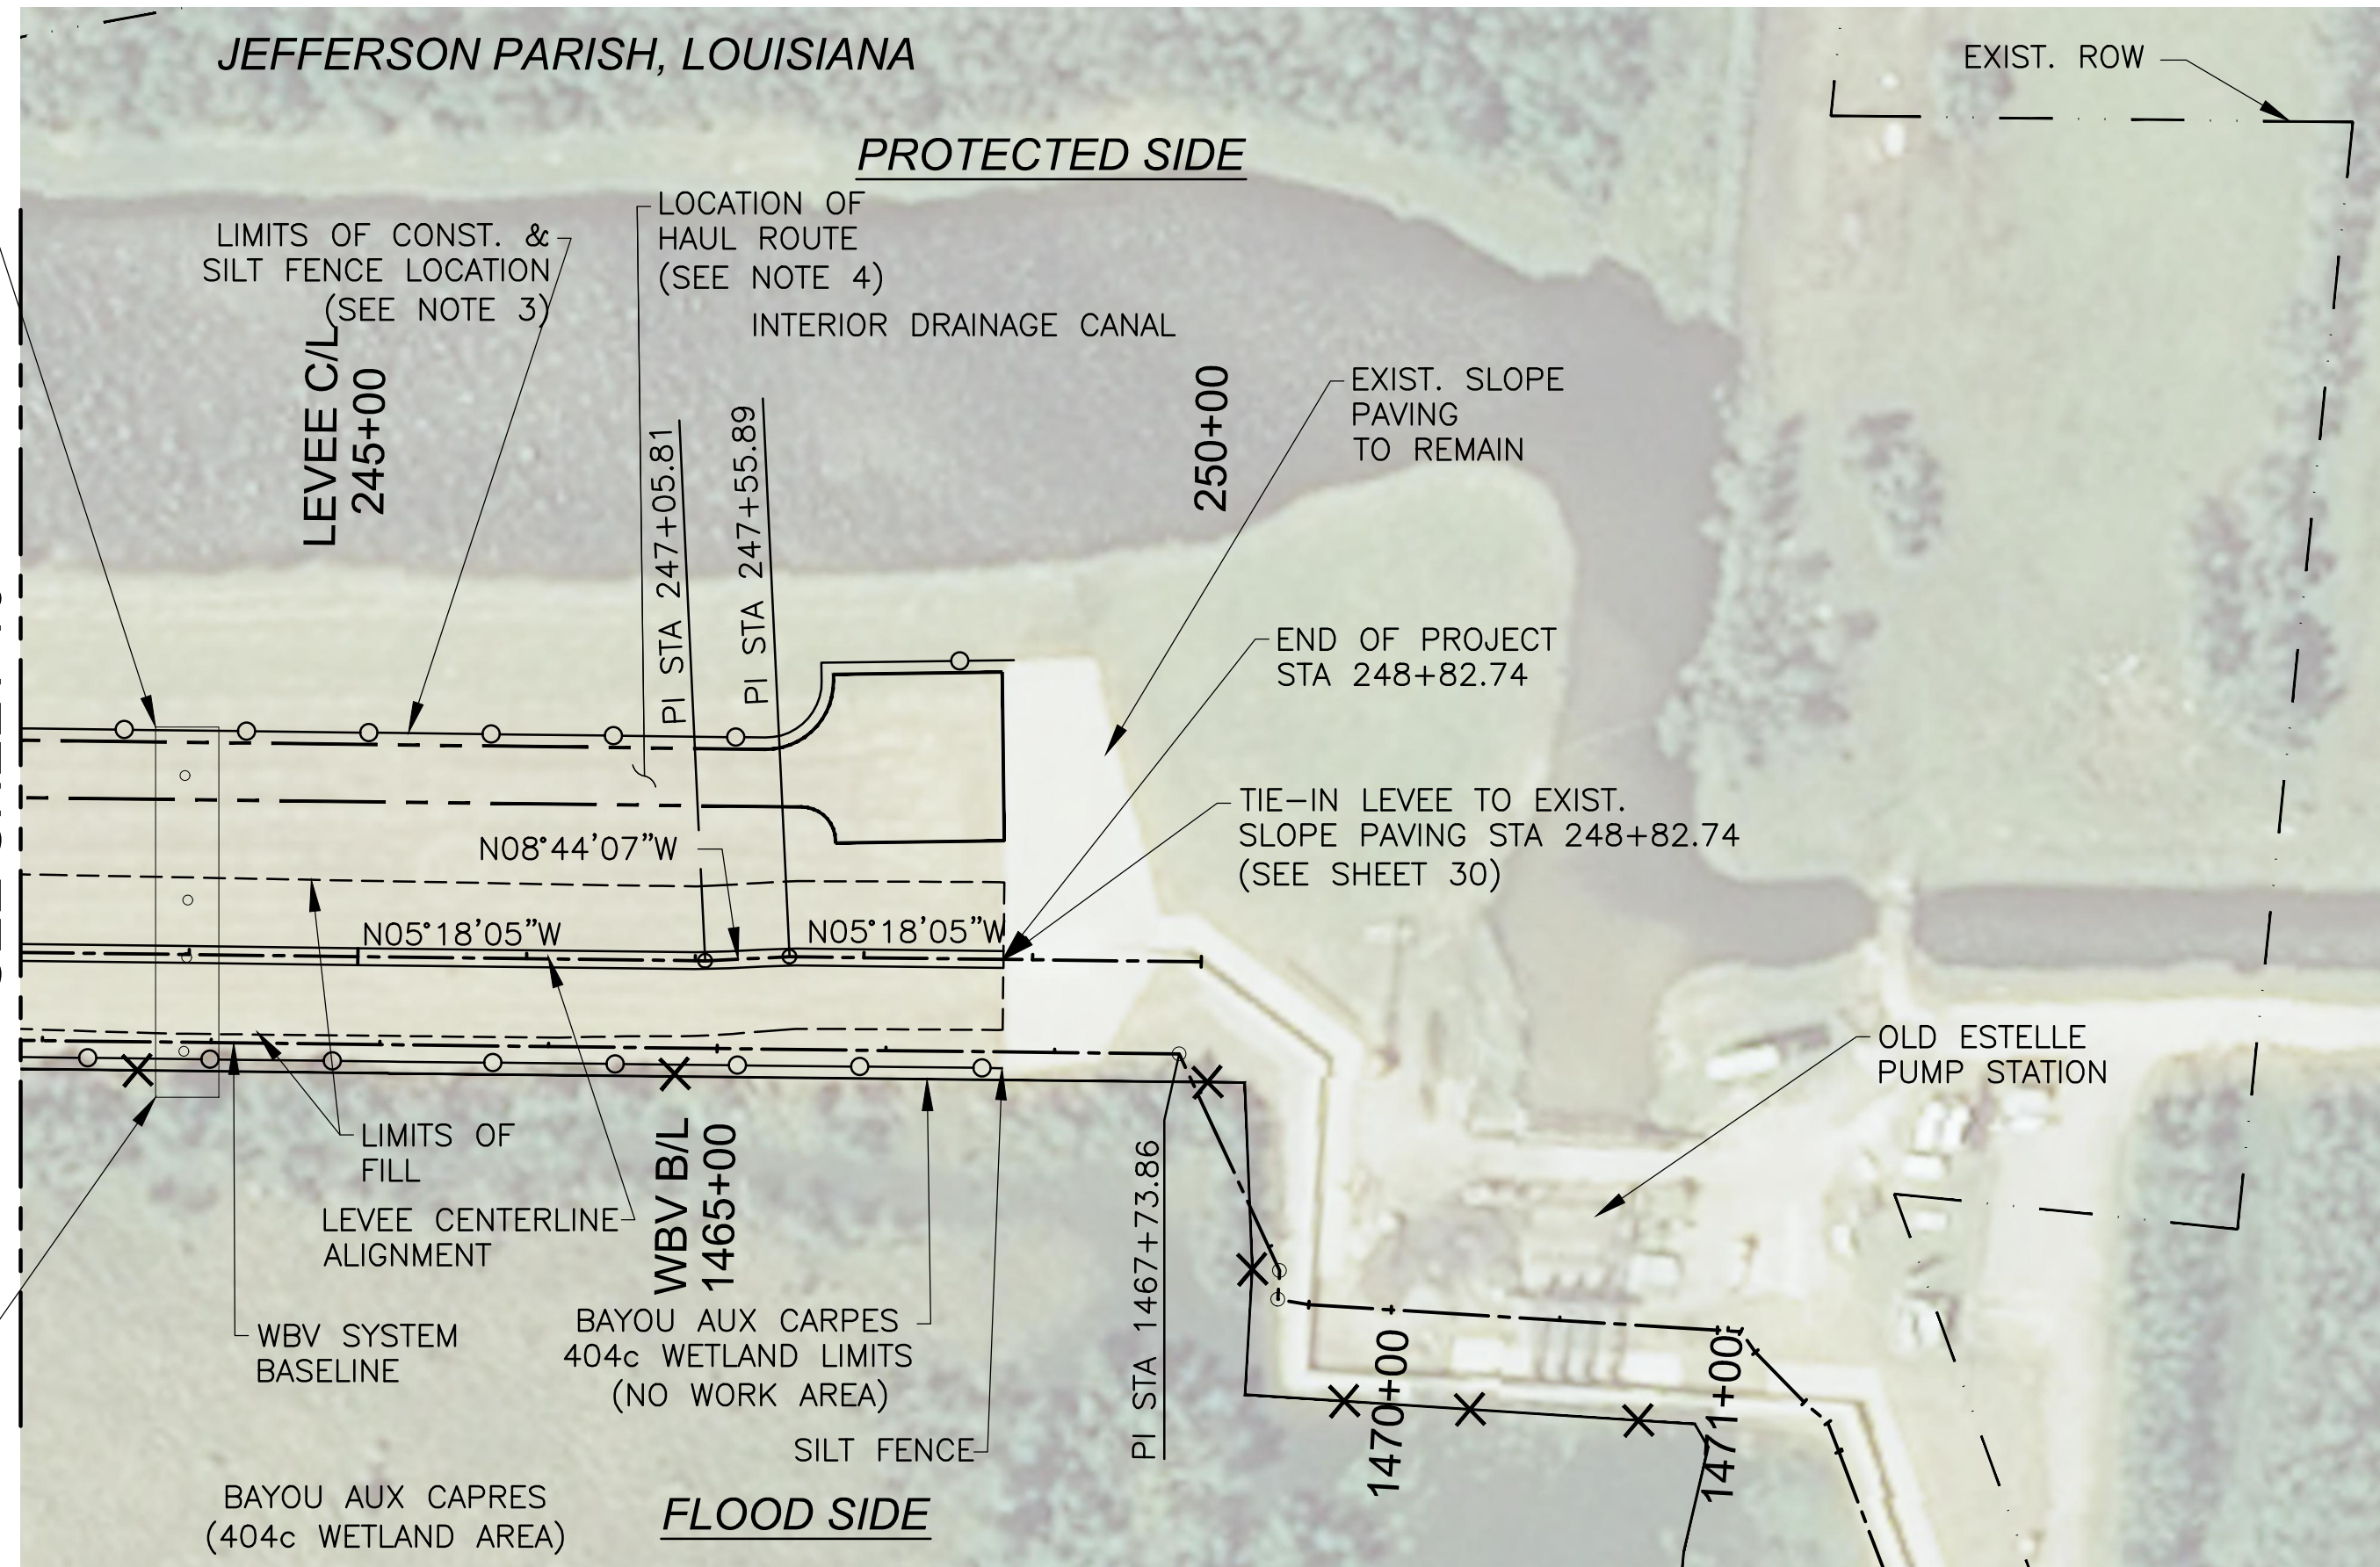 JEFFERSON PARISH, LOUISIANA
EXIST. ROW
PROTECTED SIDE
LOCATION OF
HAUL ROUTE
(SEE NOTE 4)
LIMITS OF CONST. &
SILT FENCE LOCATION
(SEE NOTE 3)
INTERIOR DRAINAGE CANAL
LEVEE C/L
245+00
PI STA 247+05.81
PI STA 247+55.89
250+00
EXIST. SLOPE
PAVING
TO REMAIN
END OF PROJECT
STA 248+82.74
TIE-IN LEVEE TO EXIST.
SLOPE PAVING STA 248+82.74
(SEE SHEET 30)
N08°44'07"W
N05°18'05"W
N05°18'05"W
OLD ESTELLE
PUMP STATION
LIMITS OF
FILL
LEVEE CENTERLINE
ALIGNMENT
WBV B/L
1465+00
PI STA 1467+73.86
WBV SYSTEM
BASELINE
BAYOU AUX CARPES
404c WETLAND LIMITS
(NO WORK AREA)
1470+00
1471+00
SILT FENCE
BAYOU AUX CAPRES
(404c WETLAND AREA)
FLOOD SIDE